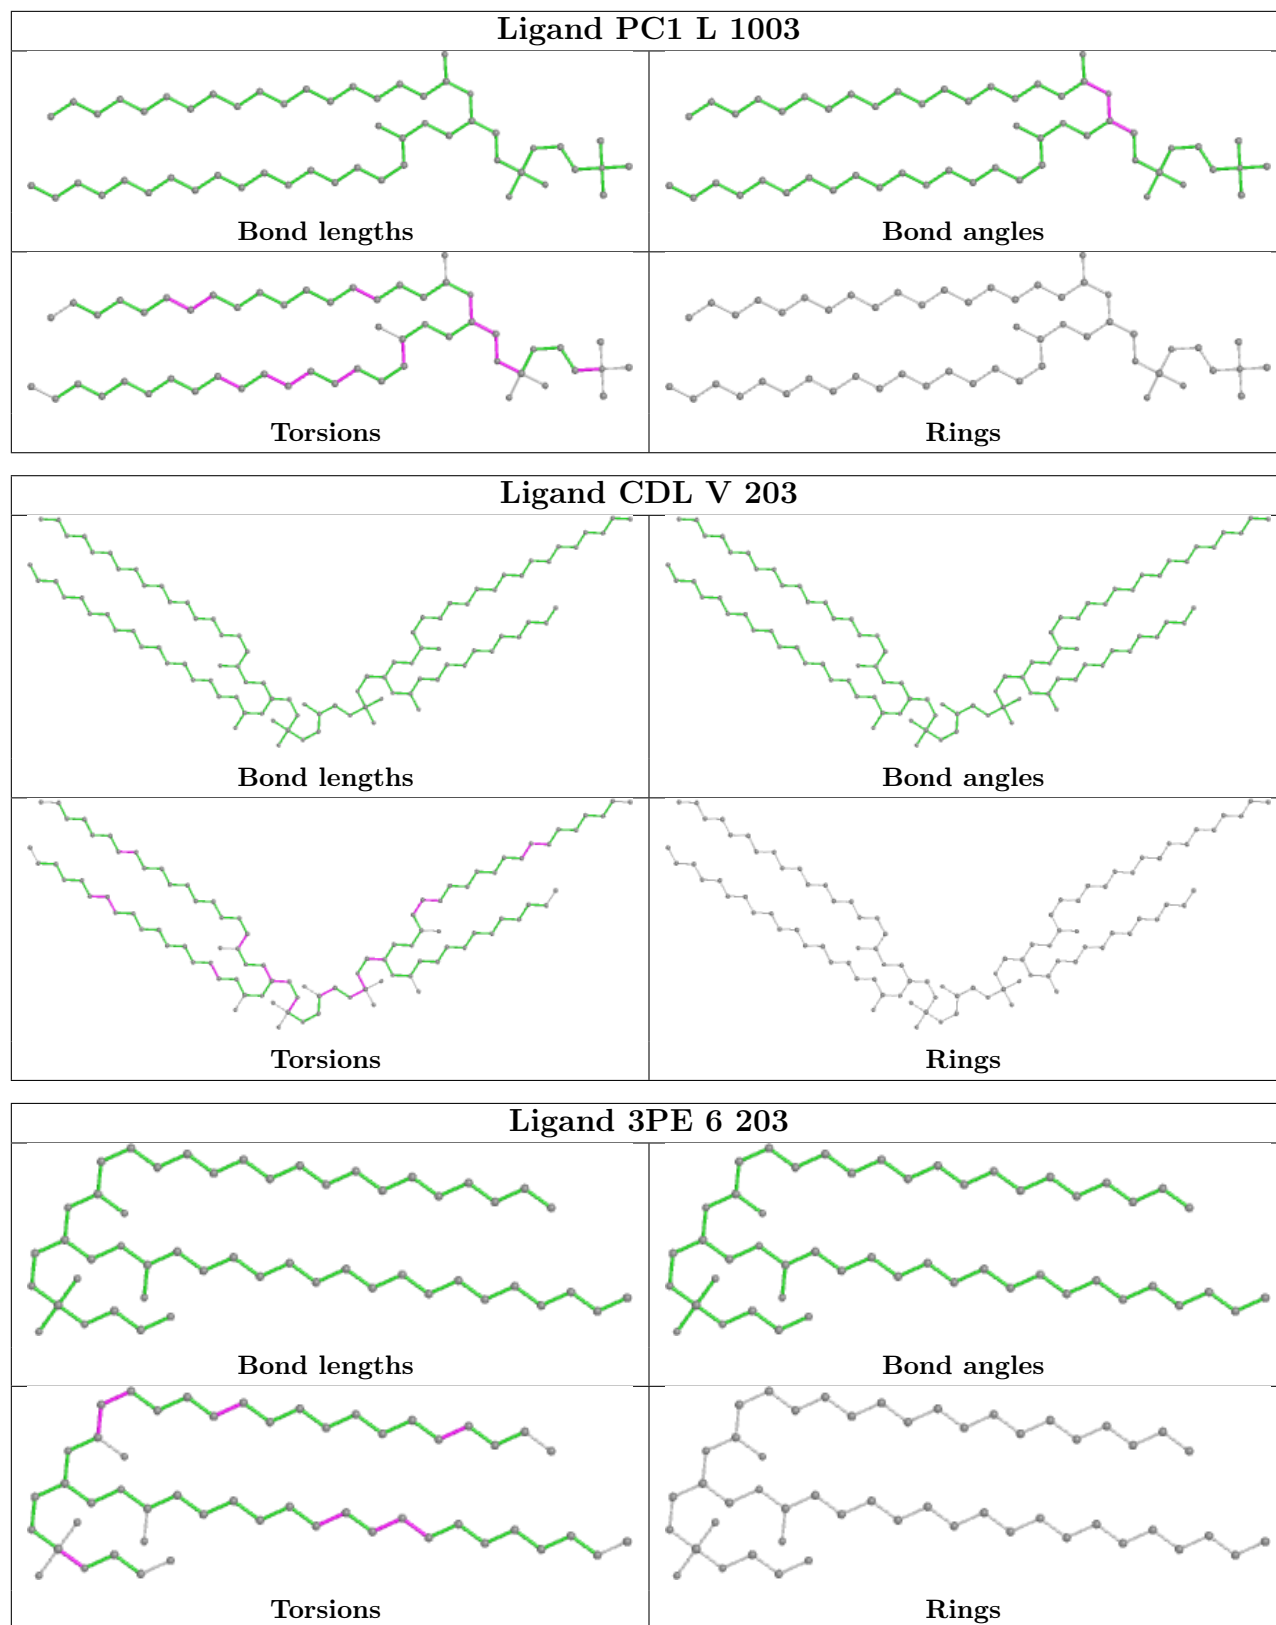 Ligand PC1 L 1003
Bond lengths
Bond angles
Torsions
Rings
Ligand CDL V 203
Bond lengths
Bond angles
Torsions
Rings
Ligand 3PE 6 203
Bond lengths
Bond angles
Torsions
Rings